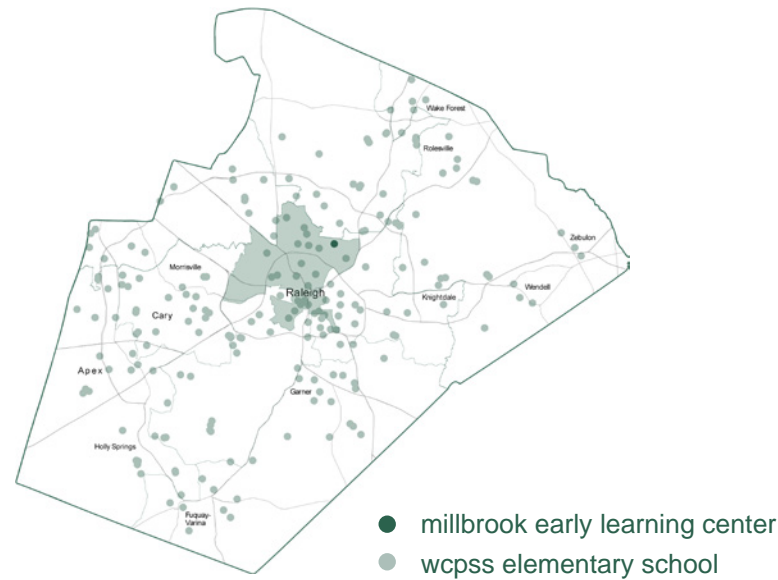 Wake Forest
Rolesville
Zebulon
Morrisville
Raleigh
Knightdale
Wendell
Cary
Apex
Garner
Holly Springs
Fuquay-
Varina
millbrook early learning center
wcpss elementary school